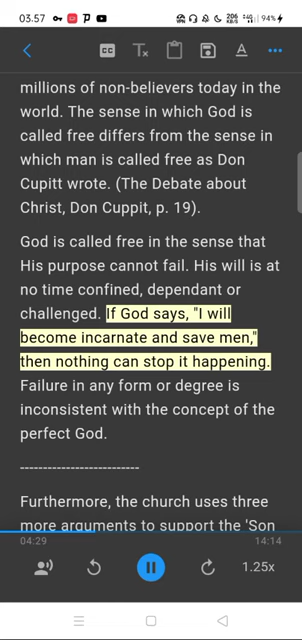 03.57
206 KB/S
94%
CC
millions of non-believers today in the
world. The sense in which God is
called free differs from the sense in
which man is called free as Don
Cupitt wrote. (The Debate about
Christ, Don Cuppit, p. 19).
God is called free in the sense that
His purpose cannot fail. His will is at
no time confined, dependant or
challenged. If God says, "I will
become incarnate and save men,"
then nothing can stop it happening.
Failure in any form or degree is
inconsistent with the concept of the
perfect God.
--------------------------
Furthermore, the church uses three
more arguments to support the 'Son
04:29 14:14
1.25x